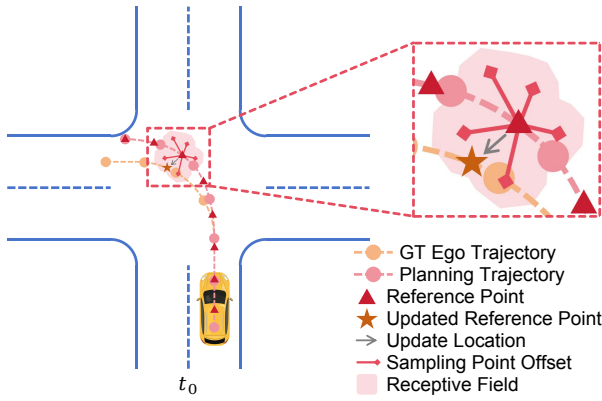 GT Ego Trajectory
Planning Trajectory
Reference Point
Updated Reference Point
Update Location
Sampling Point Offset
Receptive Field
t₀